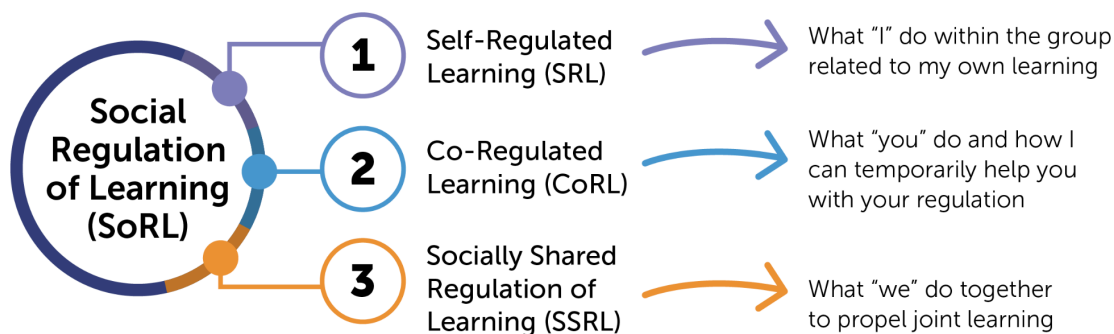 Social
Regulation
of Learning
(SoRL)
1
Self-Regulated
Learning (SRL)
What “I” do within the group
related to my own learning
2
Co-Regulated
Learning (CoRL)
What “you” do and how I
can temporarily help you
with your regulation
3
Socially Shared
Regulation of
Learning (SSRL)
What “we” do together
to propel joint learning